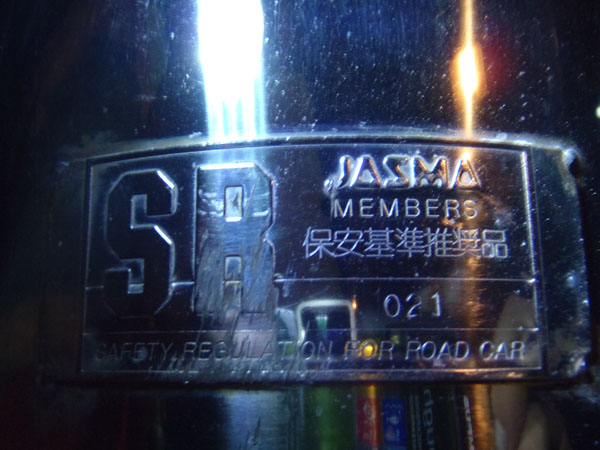 SR
JASMA
MEMBERS
保安基準推奨品
021
SAFETY REGULATION FOR ROAD CAR